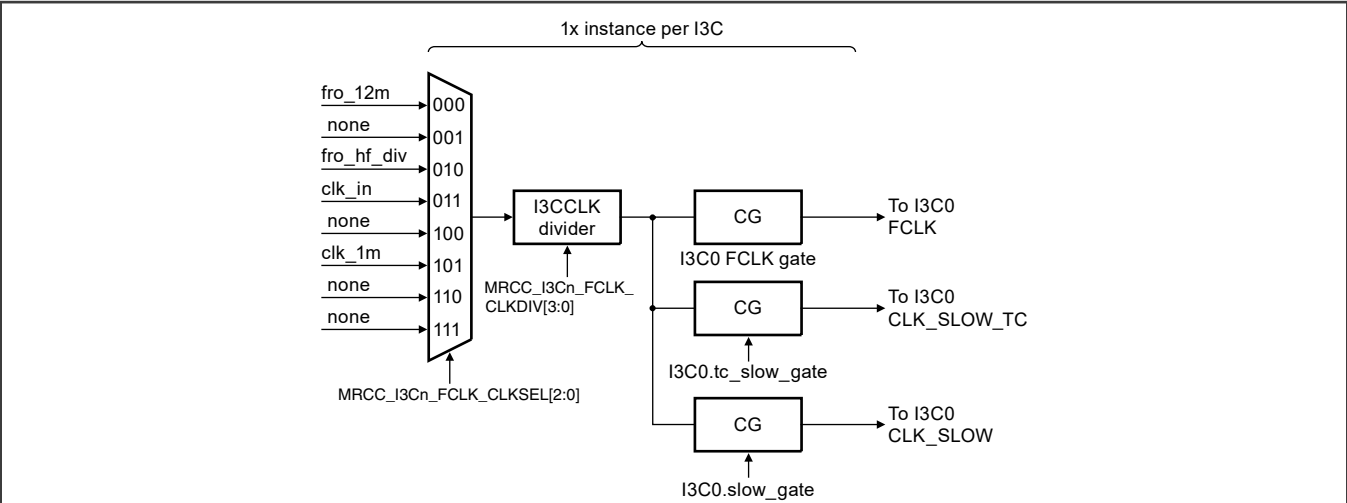 1x instance per I3C
fro_12m
none
fro_hf_div
clk_in
none
clk_1m
none
none
000
001
010
011
100
101
110
111
MRCC_I3Cn_FCLK_CLKSEL[2:0]
I3CCLK
divider
MRCC_I3Cn_FCLK_
CLKDIV[3:0]
CG
I3C0 FCLK gate
To I3C0
FCLK
CG
I3C0.tc_slow_gate
To I3C0
CLK_SLOW_TC
CG
I3C0.slow_gate
To I3C0
CLK_SLOW